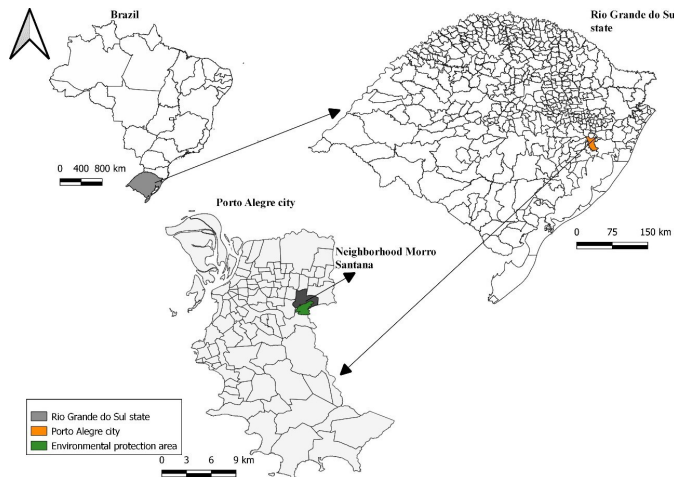 Brazil
Rio Grande do Su
state
0 400 800 km
Porto Alegre city
0 75 150 km
Neighborhood Morro
Santana
Rio Grande do Sul state
Porto Alegre city
Environmental protection area
0 3 6 9 km